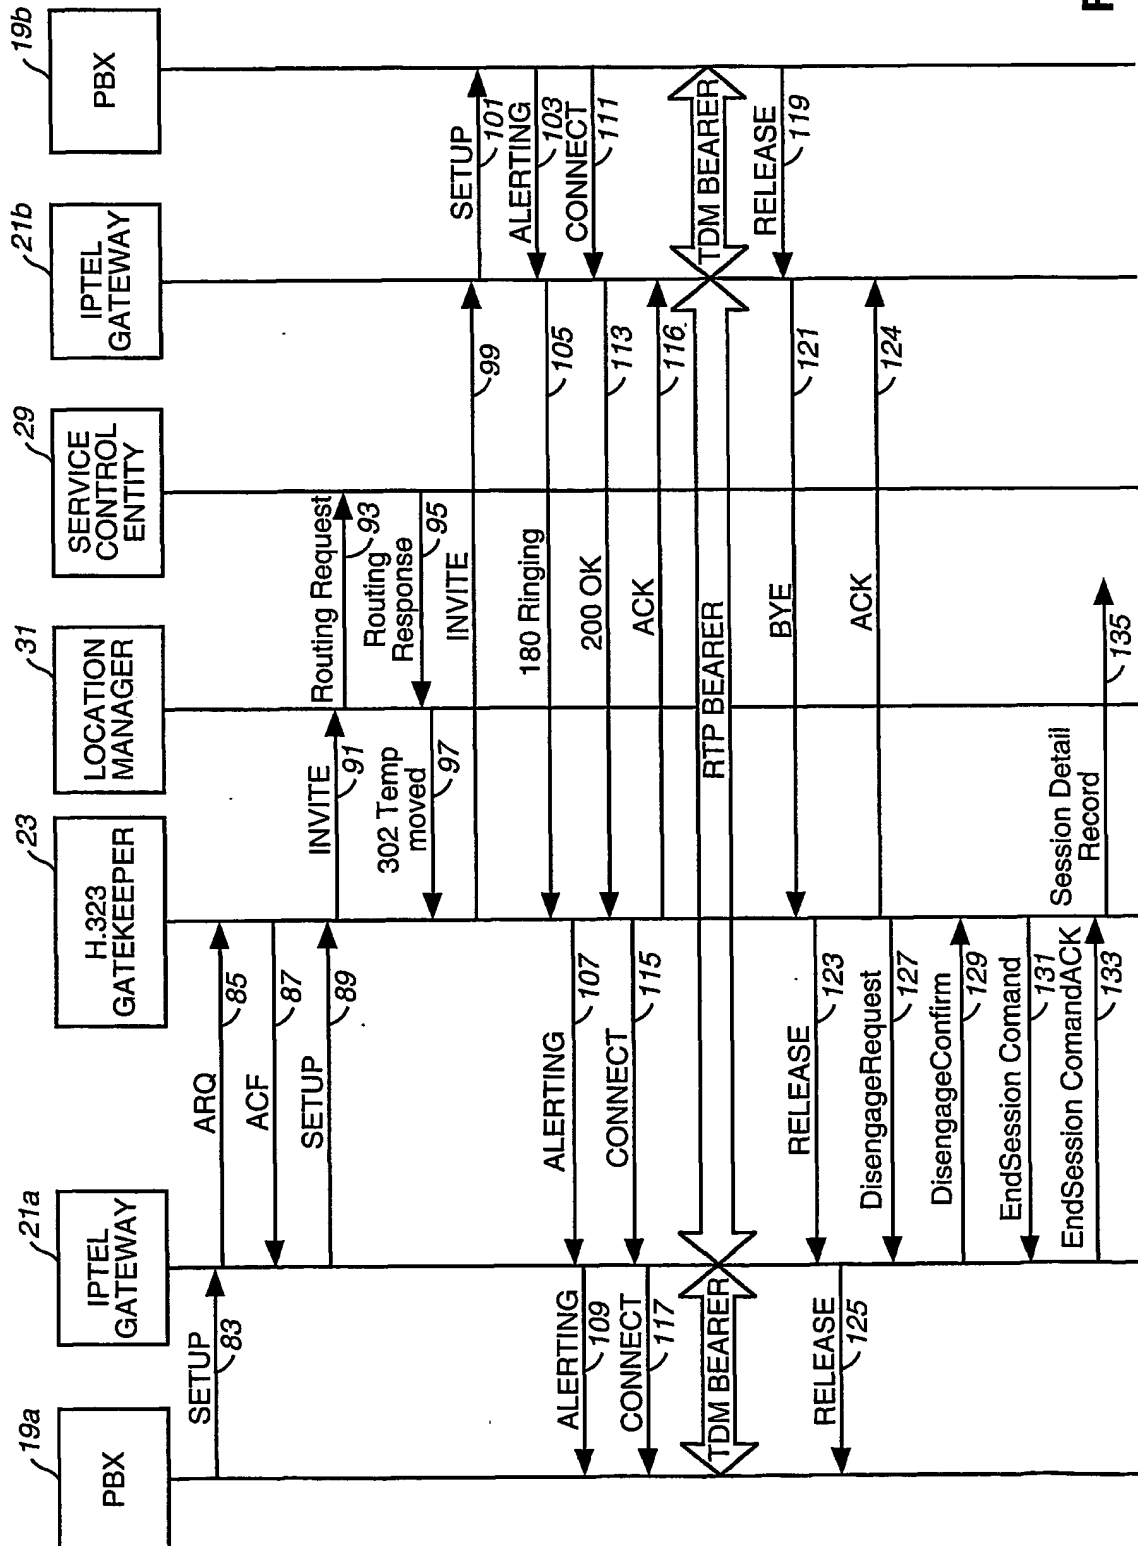 19a
PBX
21a
IPTEL
GATEWAY
23
H.323
GATEKEEPER
31
LOCATION
MANAGER
29
SERVICE
CONTROL
ENTITY
21b
IPTEL
GATEWAY
19b
PBX
SETUP
83
ARQ
85
ACF
87
SETUP
89
INVITE
91
Routing Request
93
Routing
Response
95
302 Temp
moved
97
INVITE
99
SETUP
101
ALERTING
103
180 Ringing
105
ALERTING
107
ALERTING
109
CONNECT
111
200 OK
113
CONNECT
115
ACK
116
CONNECT
117
TDM BEARER
RTP BEARER
TDM BEARER
RELEASE
119
BYE
121
RELEASE
123
ACK
124
RELEASE
125
DisengageRequest
127
DisengageConfirm
129
EndSession Comand
131
EndSession ComandACK
133
Session Detail
Record
135